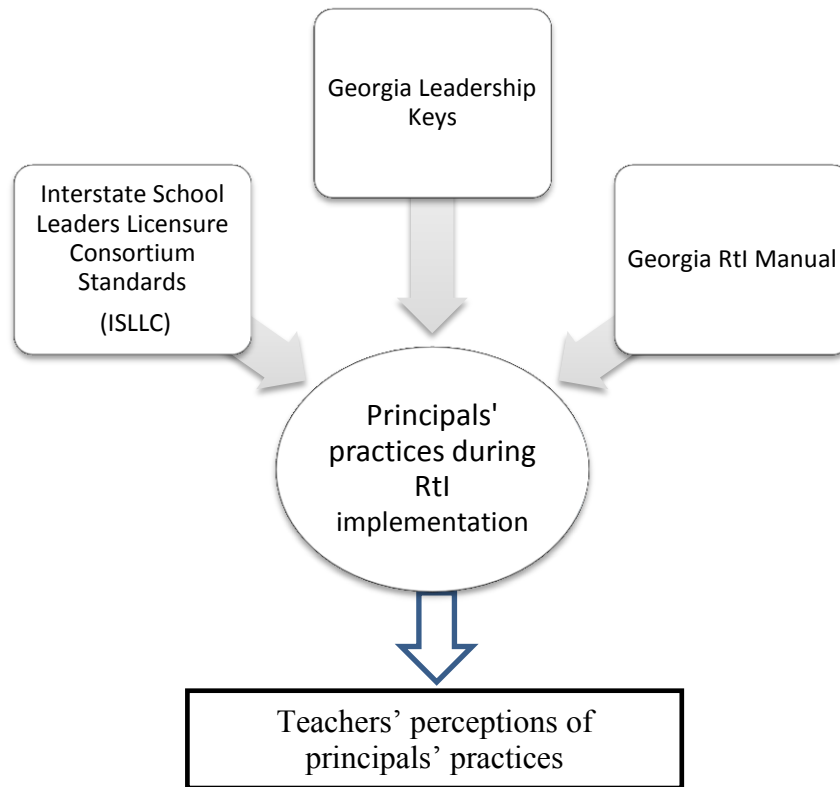 Georgia Leadership
Keys
Interstate School
Leaders Licensure
Consortium
Standards
(ISLLC)
Georgia RtI Manual
Principals'
practices during
RtI
implementation
Teachers’ perceptions of
principals’ practices